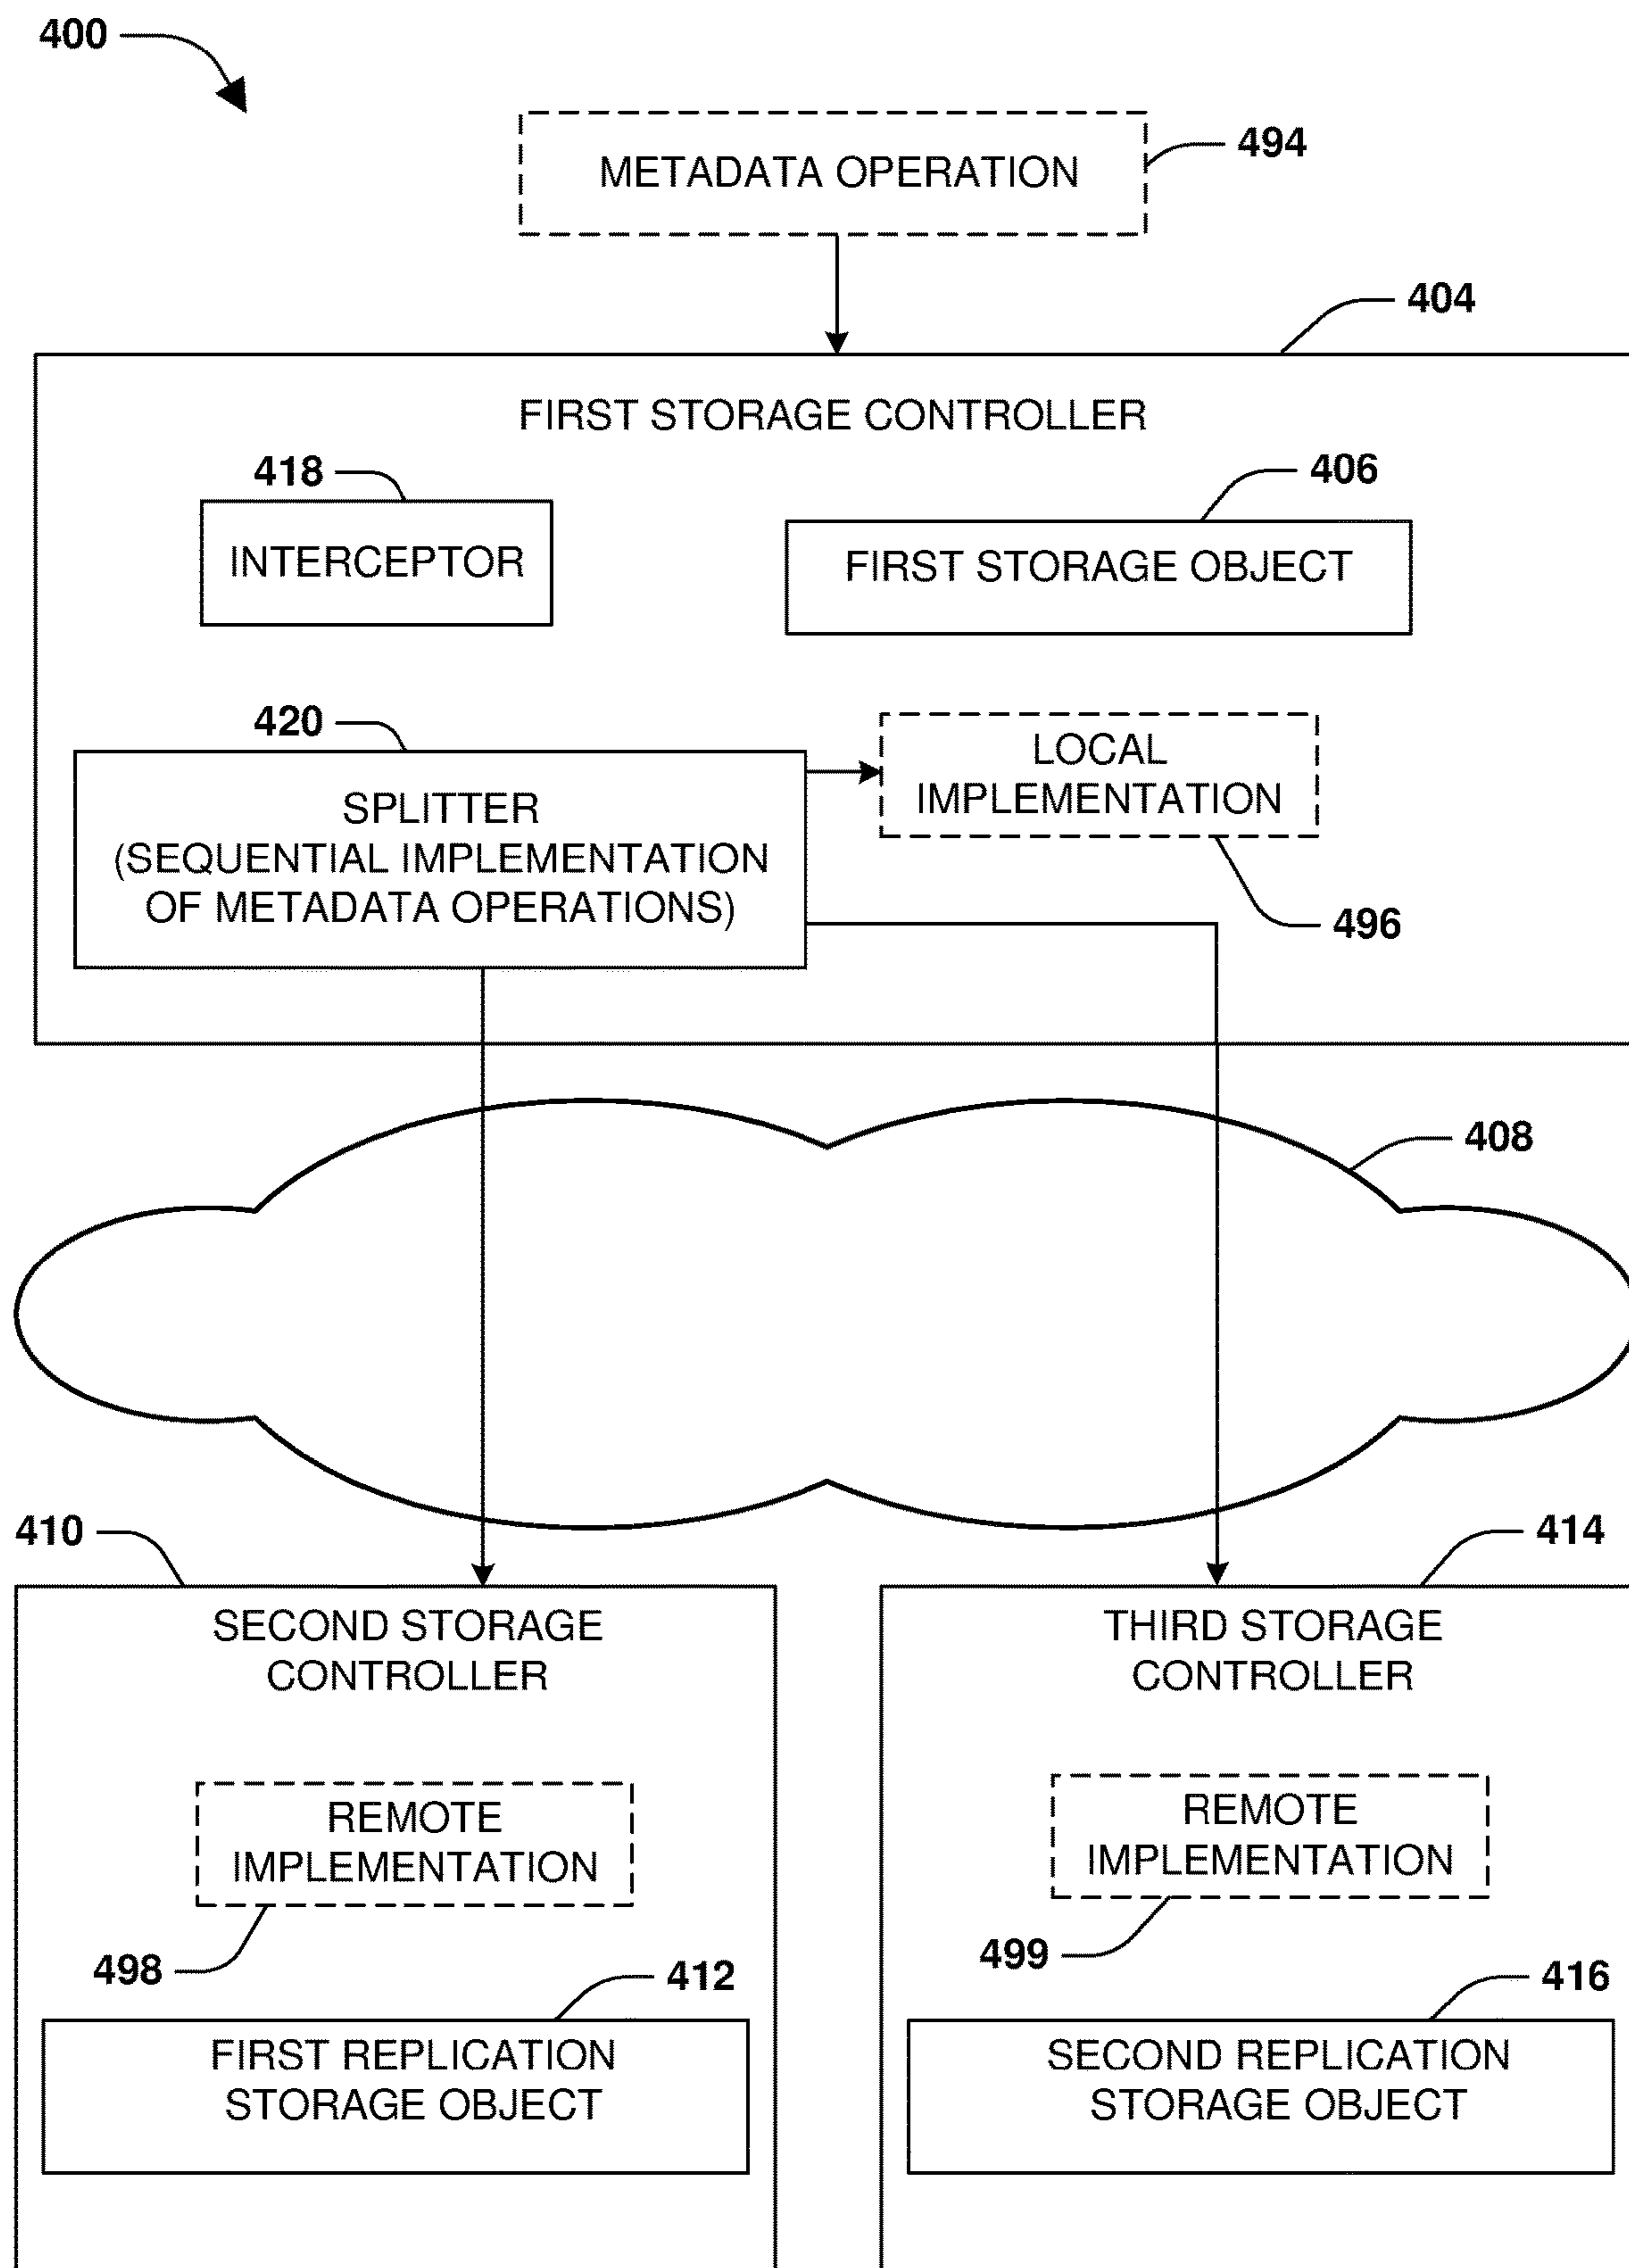 400
METADATA OPERATION
494
404
FIRST STORAGE CONTROLLER
418
406
INTERCEPTOR
FIRST STORAGE OBJECT
420
LOCAL
IMPLEMENTATION
SPLITTER
(SEQUENTIAL IMPLEMENTATION
OF METADATA OPERATIONS)
496
408
410
414
SECOND STORAGE
CONTROLLER
THIRD STORAGE
CONTROLLER
REMOTE
IMPLEMENTATION
REMOTE
IMPLEMENTATION
498
499
412
416
FIRST REPLICATION
STORAGE OBJECT
SECOND REPLICATION
STORAGE OBJECT